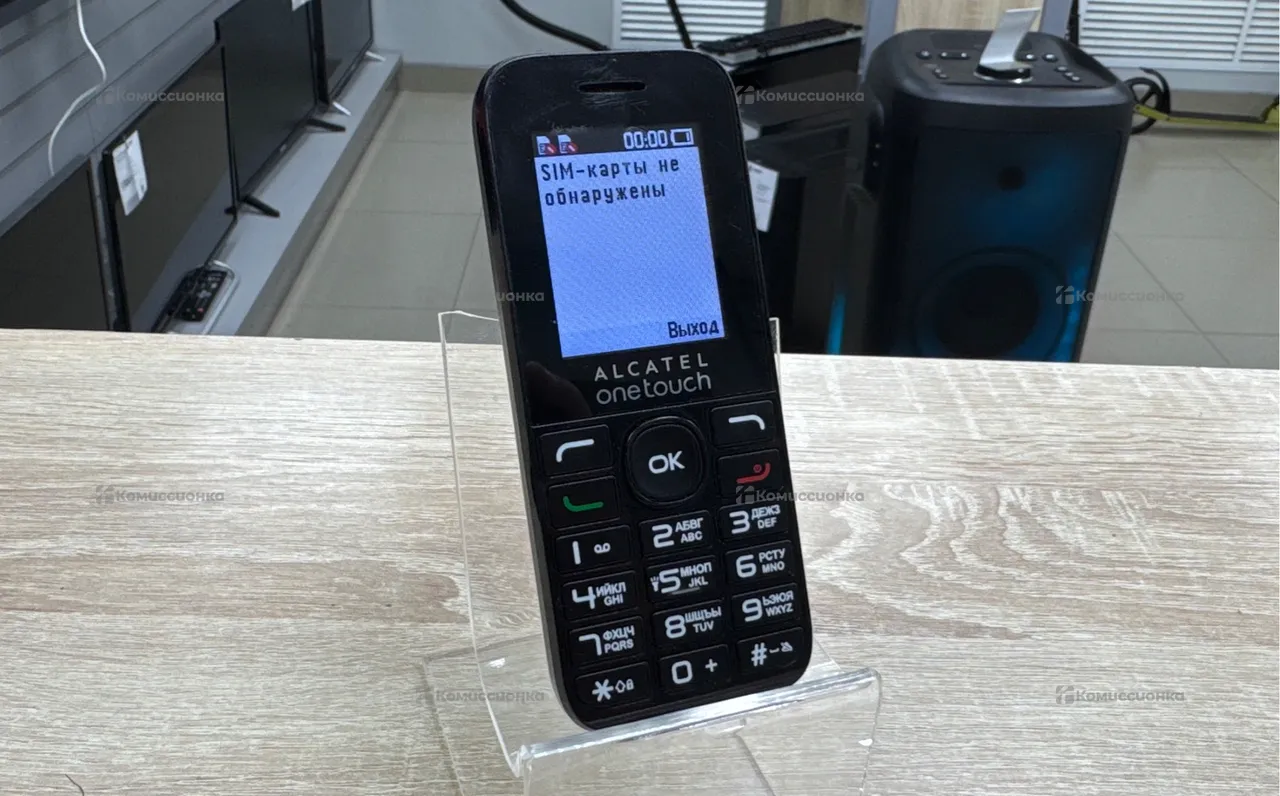 Комиссионка
Комиссионка
00:00
SIM-карты не
обнаружены
Выход
ионка
Комиссионка
ALCATEL
onetouch
OK
Комиссионка
Комиссионка
1
2 АБВГ ABC
3 ДЕЖЗ DEF
4 ИЙКЛ GHI
5 МНОП JKL
6 РСТУ MNO
7 ФХЦЧ PQRS
8 ШЩЪЫ TUV
9 ЬЭЮЯ WXYZ
*
0 +
#
Комиссионка
Комиссионка